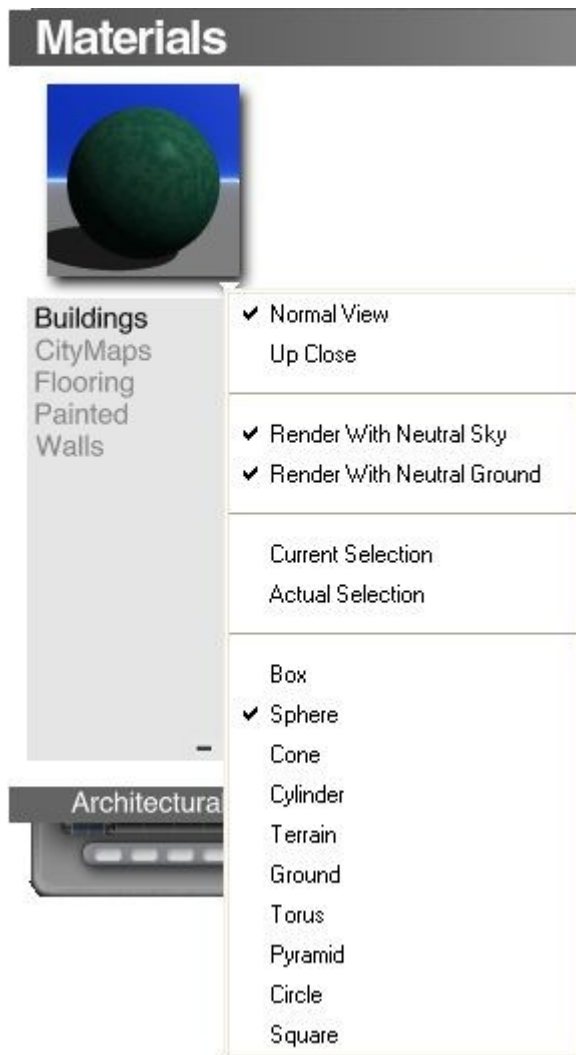 Materials
Buildings
CityMaps
Flooring
Painted
Walls
Architectura
Normal View
Up Close
Render With Neutral Sky
Render With Neutral Ground
Current Selection
Actual Selection
Box
Sphere
Cone
Cylinder
Terrain
Ground
Torus
Pyramid
Circle
Square